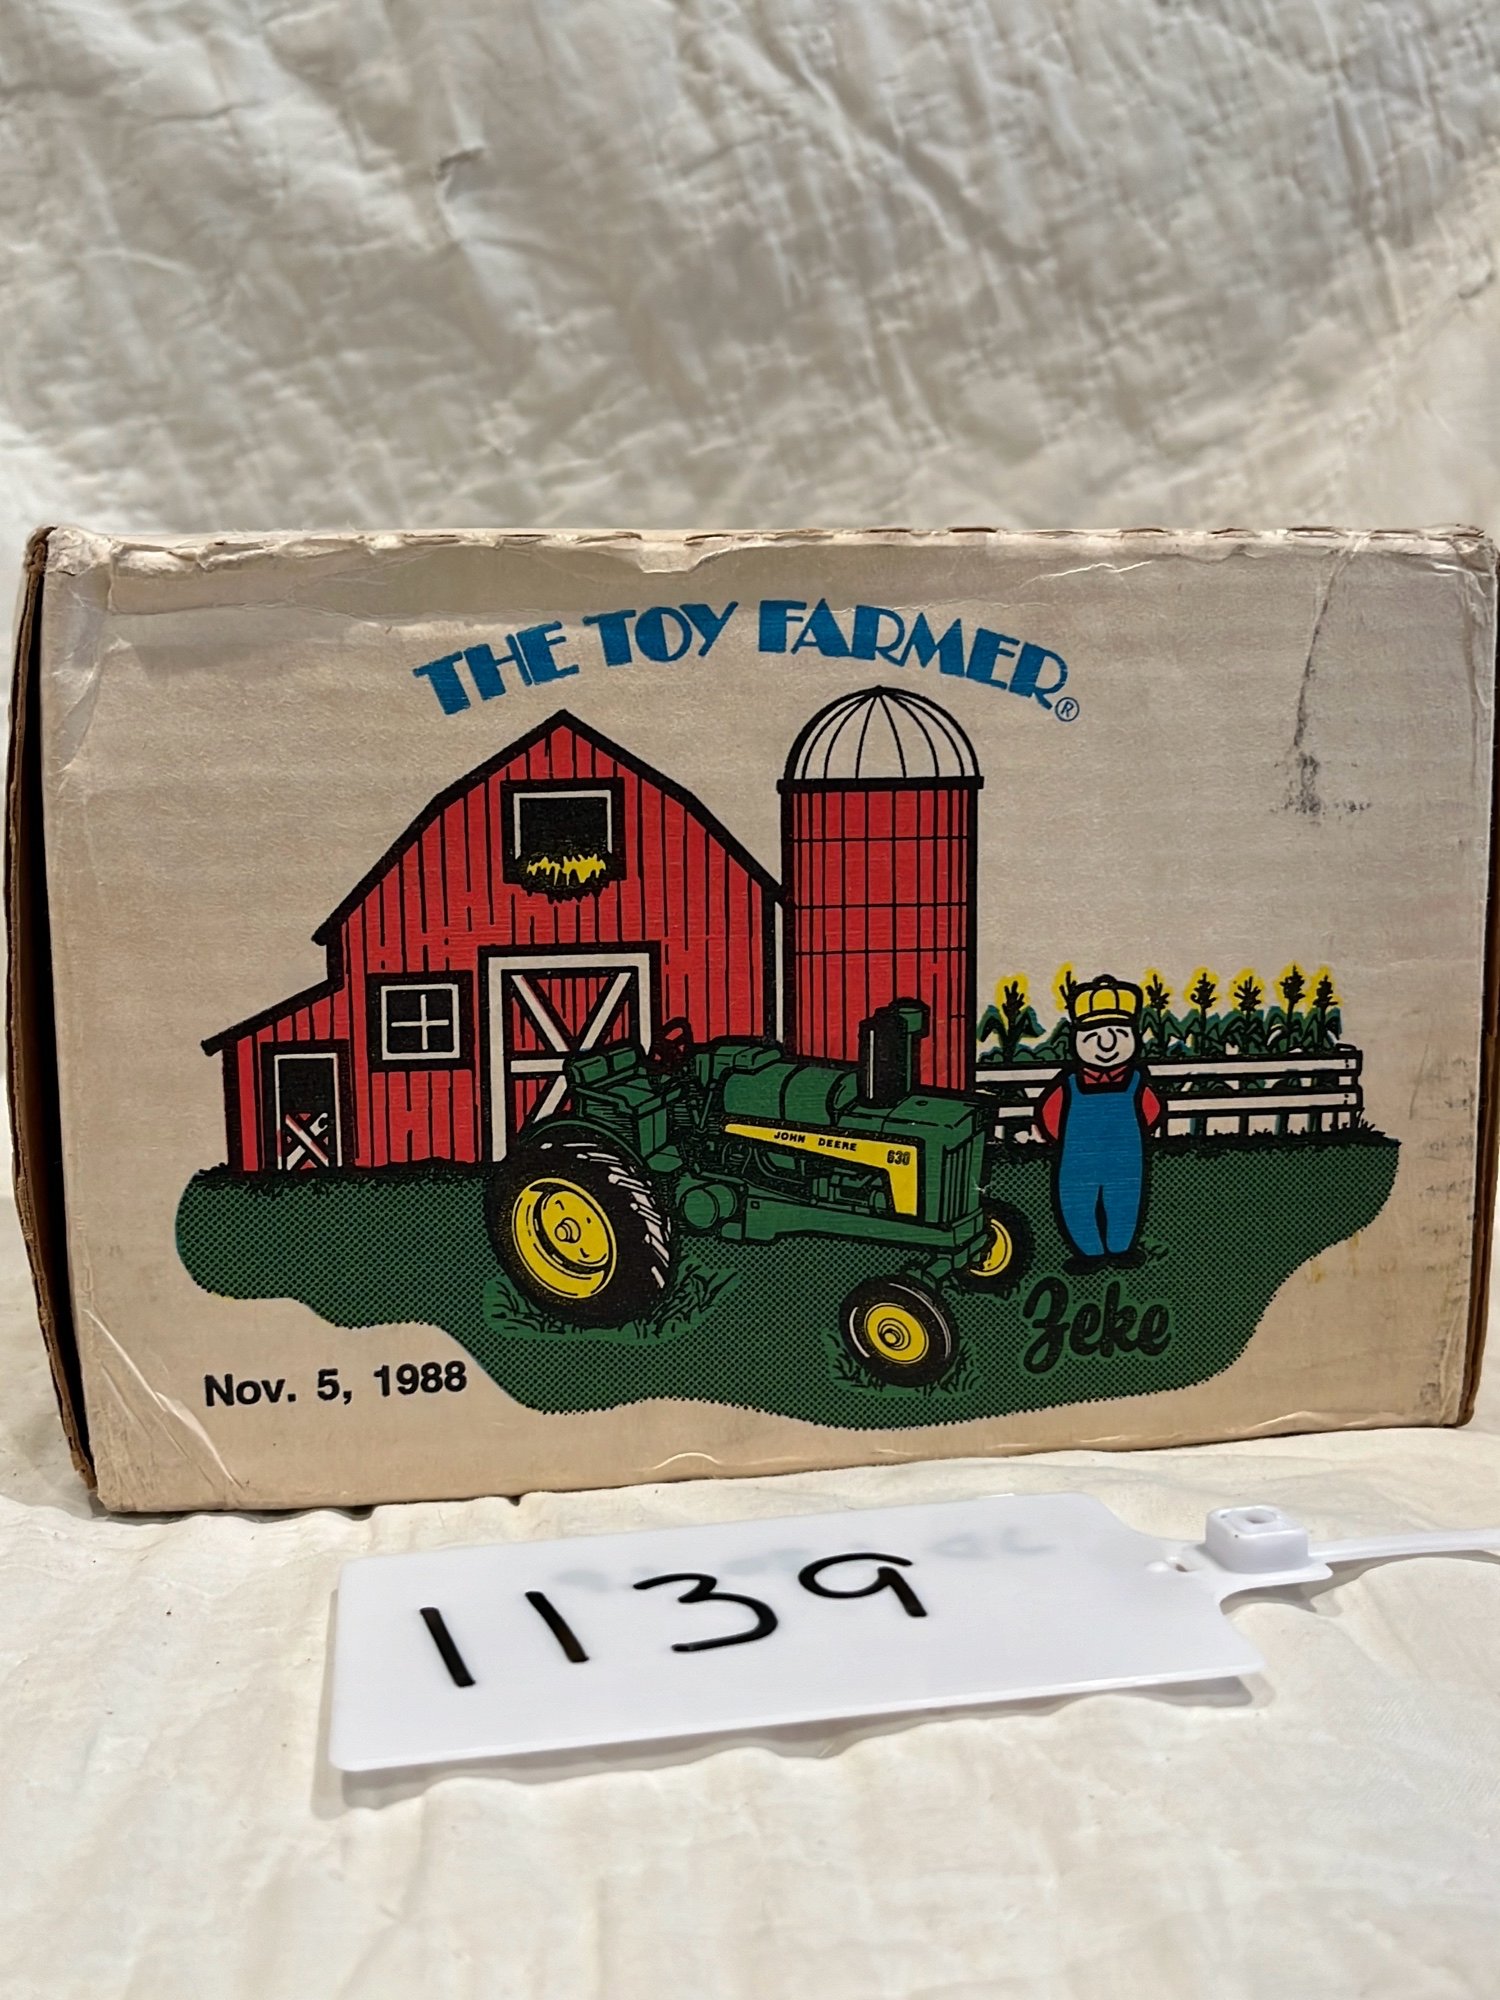 THE TOY FARMER®
JOHN DEERE 630
Zeke
Nov. 5, 1988
1139